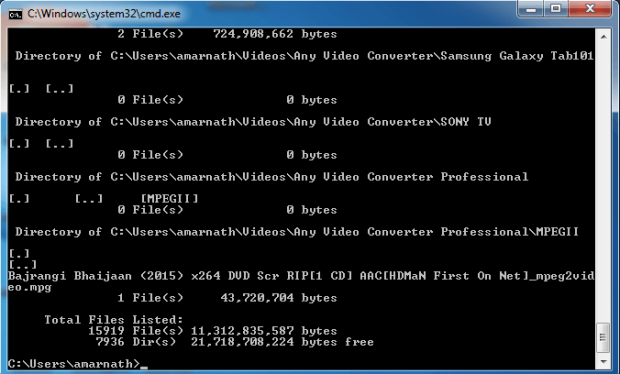 C:\Windows\system32\cmd.exe
2 File(s) 724,908,662 bytes
Directory of C:\Users\amarnath\Videos\Any Video Converter\Samsung Galaxy Tab101
[.] [..]
0 File(s) 0 bytes
Directory of C:\Users\amarnath\Videos\Any Video Converter\SONY TV
[.] [..]
0 File(s) 0 bytes
Directory of C:\Users\amarnath\Videos\Any Video Converter Professional
[.] [..] [MPEGII]
0 File(s) 0 bytes
Directory of C:\Users\amarnath\Videos\Any Video Converter Professional\MPEGII
[.]
[..]
Bajrangi Bhaijaan (2015) x264 DVD Scr RIP[1 CD] AAC[HDMaN First On Net]_mpeg2vid
eo.mpg
1 File(s) 43,720,704 bytes
Total Files Listed:
15919 File(s) 11,312,835,587 bytes
7936 Dir(s) 21,718,708,224 bytes free
C:\Users\amarnath>_